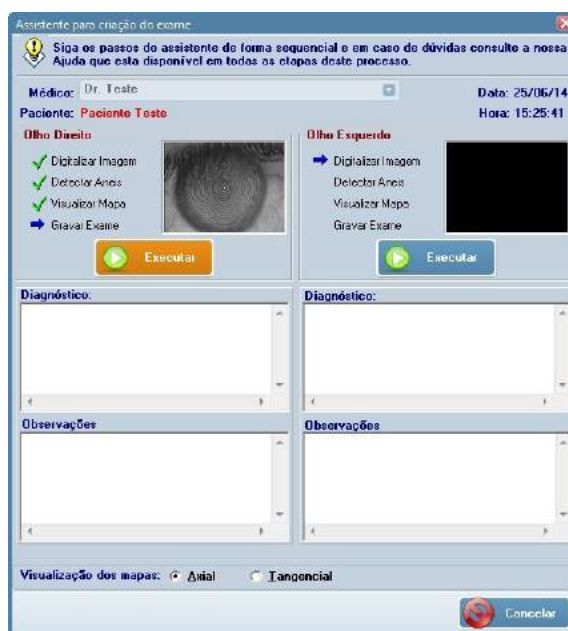 Assistente para criação do exame.
Siga os passos do assistente de forma sequencial e em caso de dúvidas consulte a nossa
Ajuda que esta disponível em todas as etapas deste processo.
Médico: Dr. Teste
Data: 25/06/14
Paciente: Paciente Teste
Hora: 15:25:41
Olho Direito
Digitalizar Imagem
Detectar Aneis
Visualizar Mapa
Gravar Exame
Executar
Olho Esquerdo
Digitalizar Imagem
Detectar Aneis
Visualizar Mapa
Gravar Exame
Executar
Diagnóstico:
Diagnóstico:
Observações
Observações
Visualização dos mapas: Axial Tangencial
Cancelar